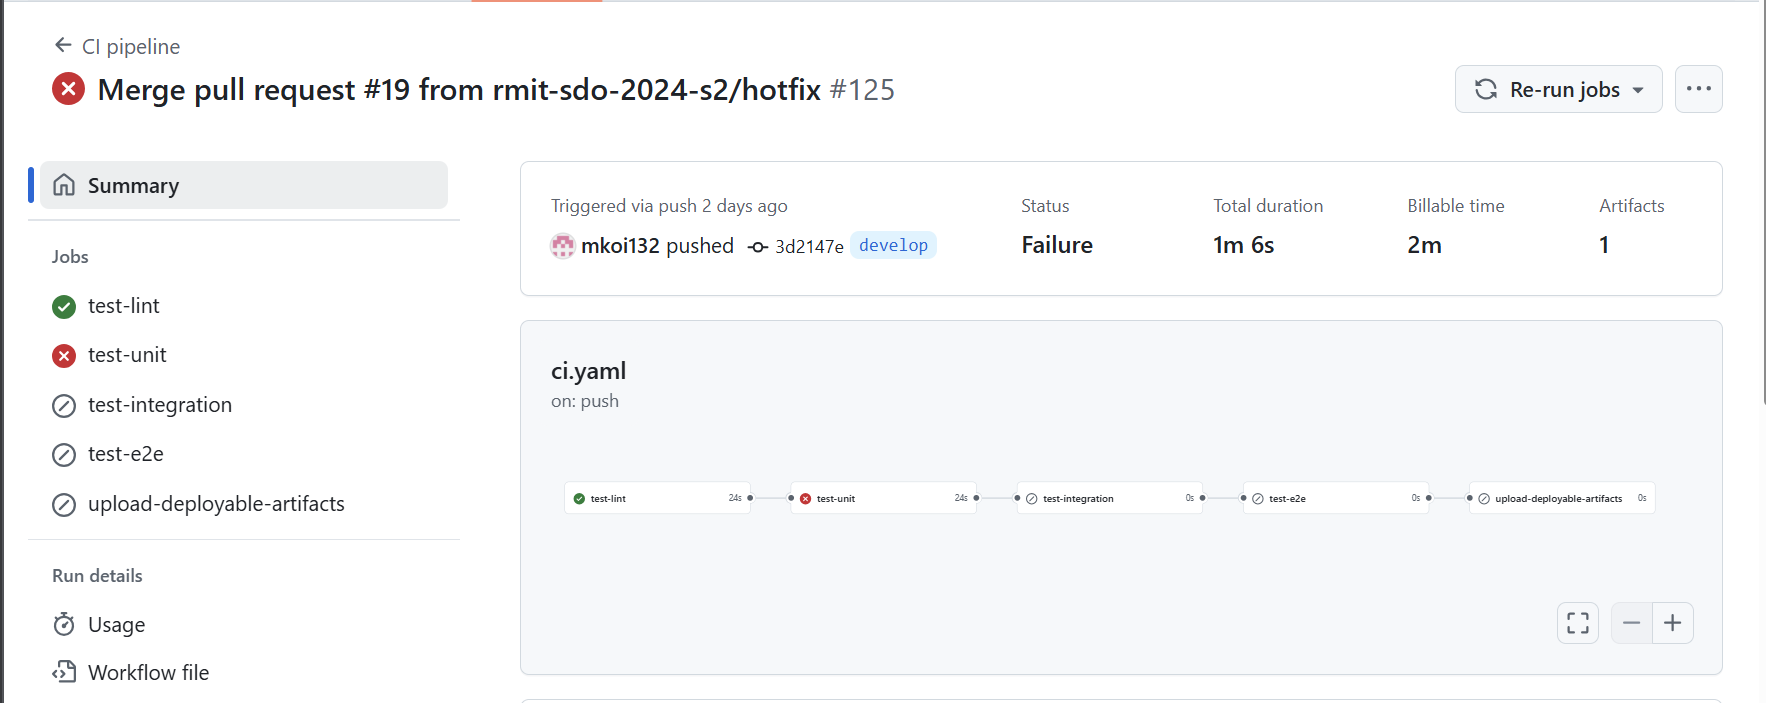 CI pipeline
Merge pull request #19 from rmit-sdo-2024-s2/hotfix #125
Re-run jobs
Summary
Jobs
test-lint
test-unit
test-integration
test-e2e
upload-deployable-artifacts
Run details
Usage
Workflow file
Triggered via push 2 days ago
mkoi132 pushed 3d2147e develop
Status
Failure
Total duration
1m 6s
Billable time
2m
Artifacts
1
ci.yaml
on: push
test-lint 24s
test-unit 24s
test-integration 0s
test-e2e 0s
upload-deployable-artifacts 0s